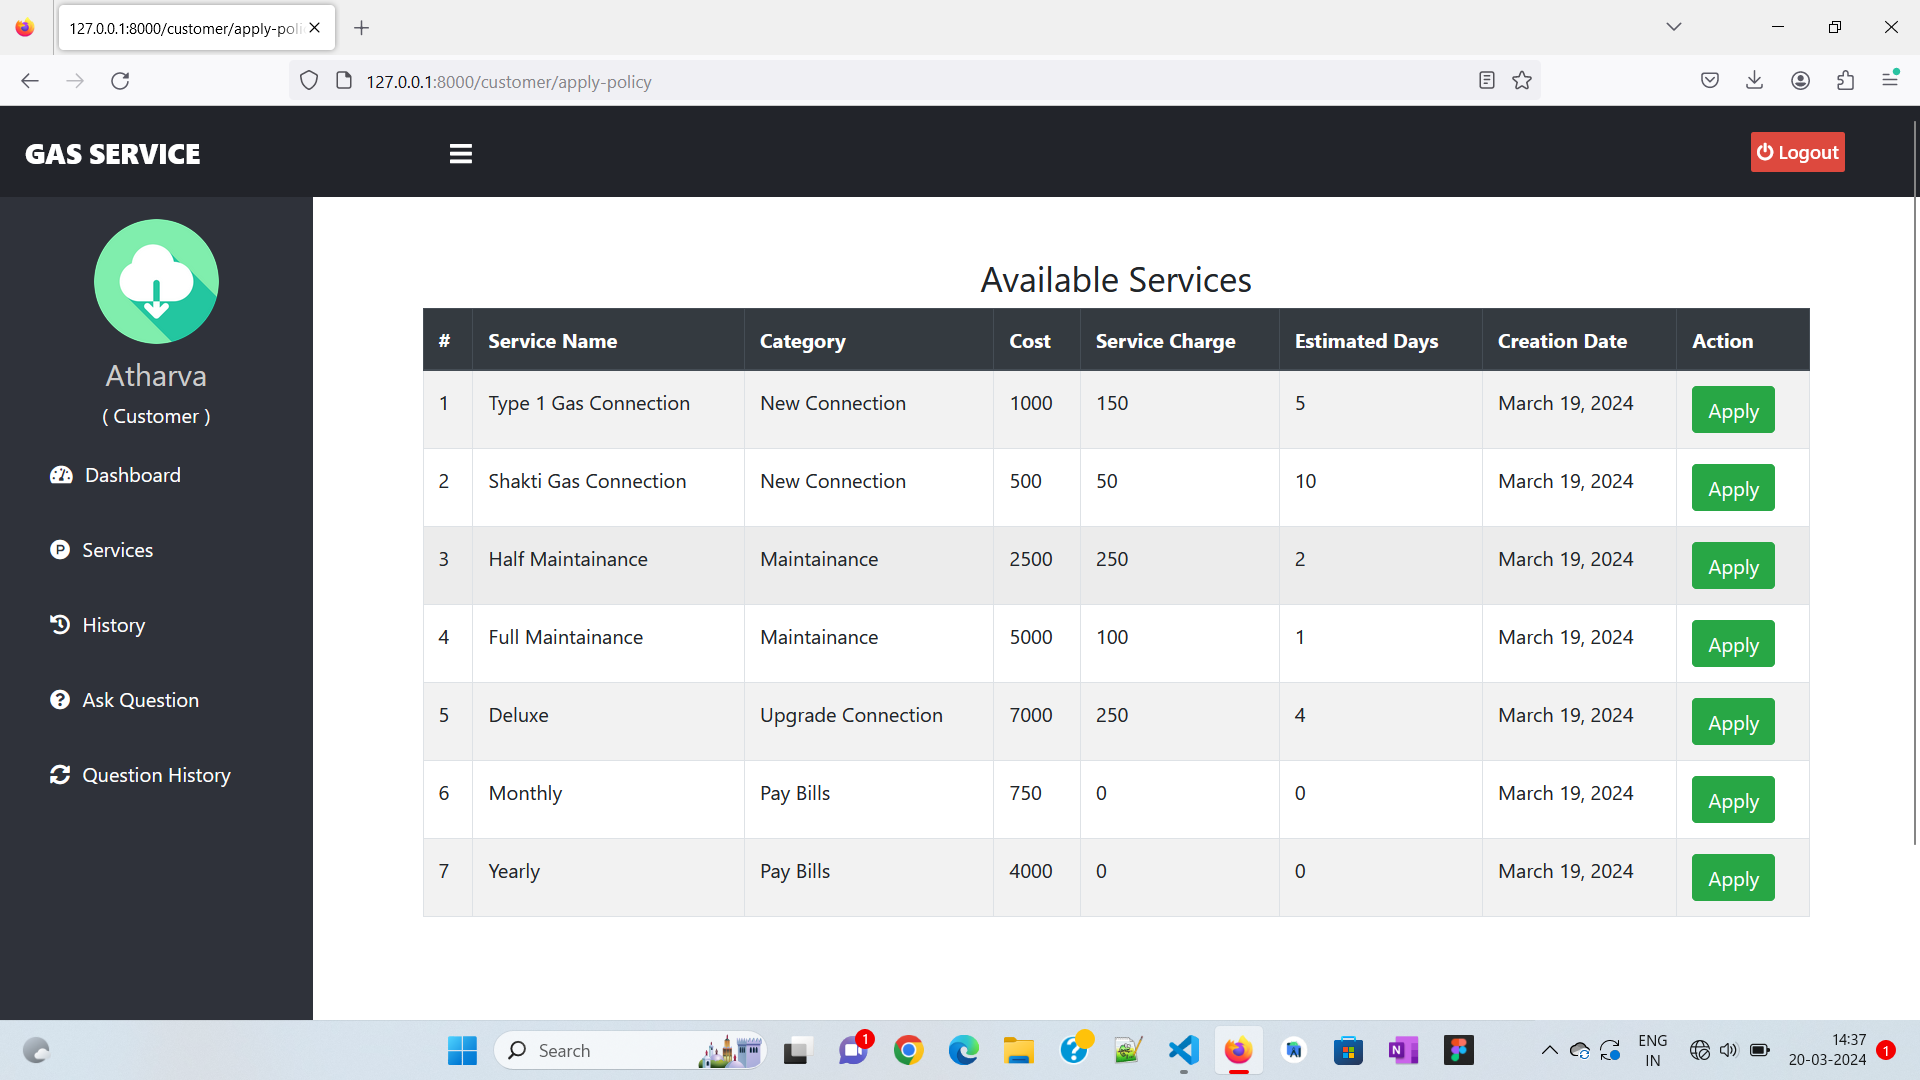 127.0.0.1:8000/customer/apply-poli
127.0.0.1:8000/customer/apply-policy
GAS SERVICE
Logout
Atharva
( Customer )
Dashboard
Services
History
Ask Question
Question History
Available Services
# Service Name Category Cost Service Charge Estimated Days Creation Date Action
1 Type 1 Gas Connection New Connection 1000 150 5 March 19, 2024 Apply
2 Shakti Gas Connection New Connection 500 50 10 March 19, 2024 Apply
3 Half Maintainance Maintainance 2500 250 2 March 19, 2024 Apply
4 Full Maintainance Maintainance 5000 100 1 March 19, 2024 Apply
5 Deluxe Upgrade Connection 7000 250 4 March 19, 2024 Apply
6 Monthly Pay Bills 750 0 0 March 19, 2024 Apply
7 Yearly Pay Bills 4000 0 0 March 19, 2024 Apply
Search
1
ENG
IN
14:37
20-03-2024
1